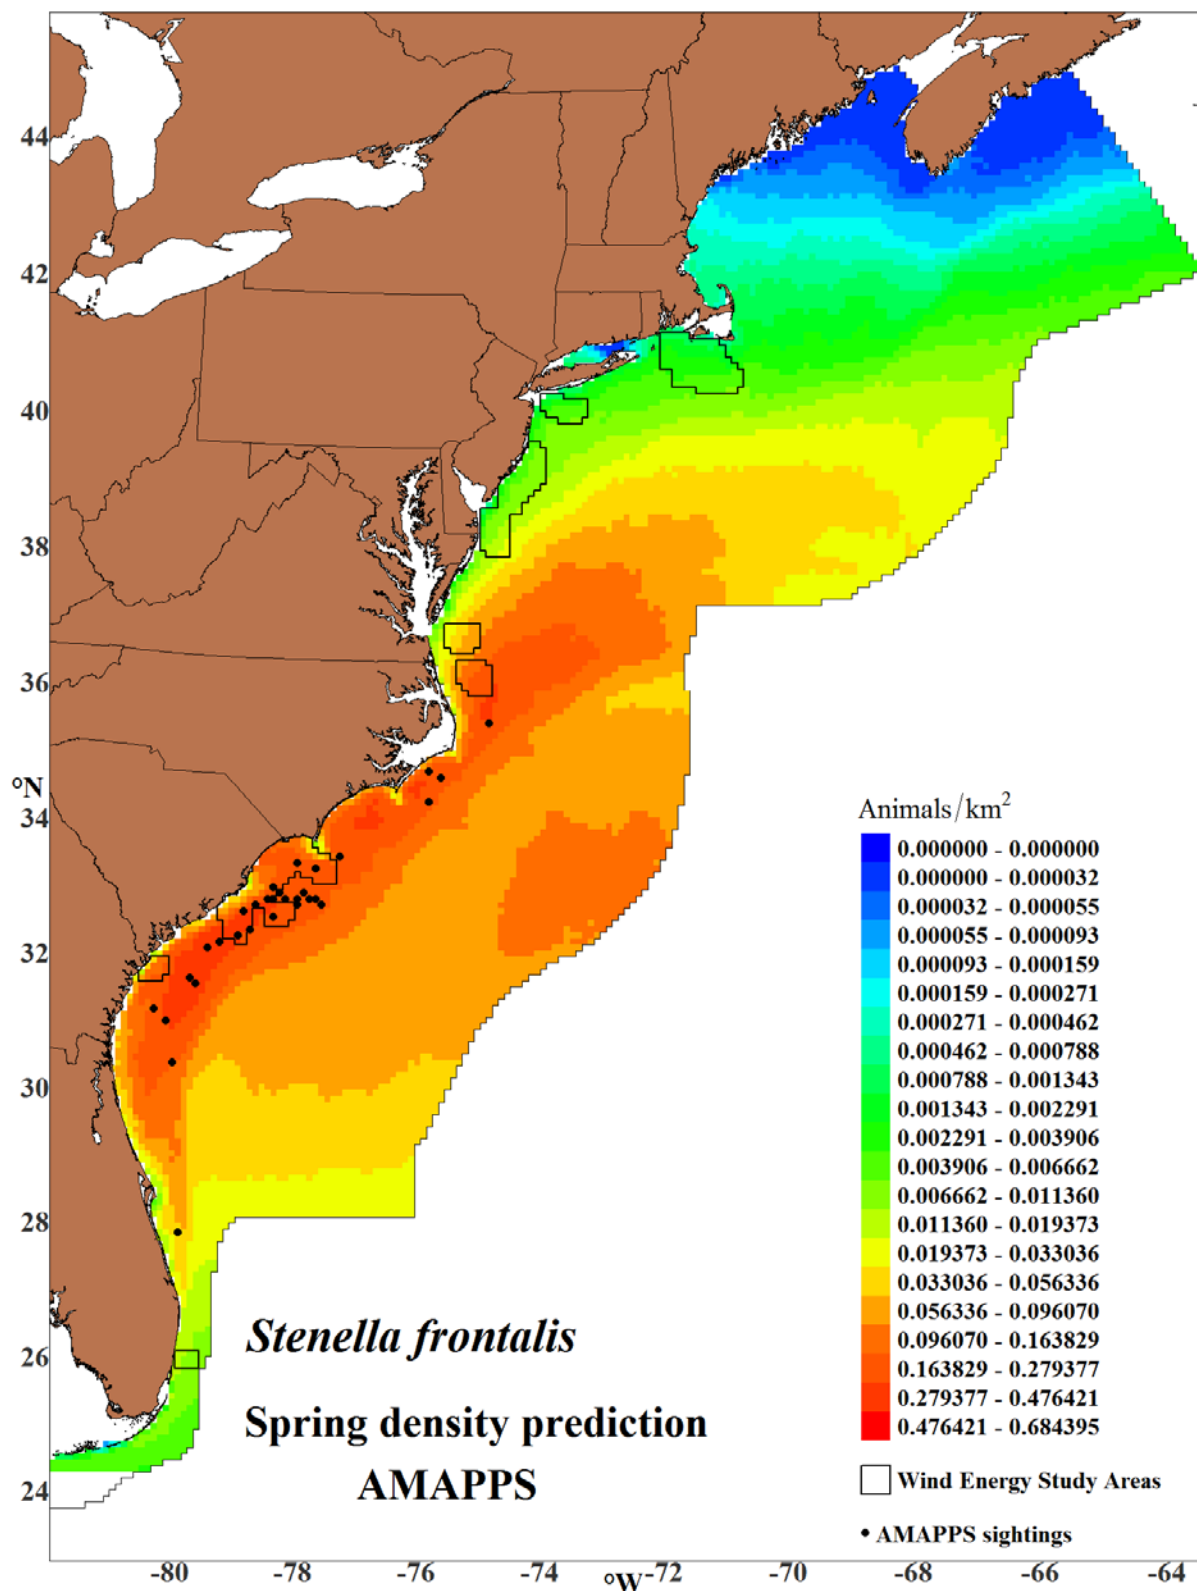 44
42
40
38
36
°N
34
32
30
28
26
24
Animals/km²
0.000000 - 0.000000
0.000000 - 0.000032
0.000032 - 0.000055
0.000055 - 0.000093
0.000093 - 0.000159
0.000159 - 0.000271
0.000271 - 0.000462
0.000462 - 0.000788
0.000788 - 0.001343
0.001343 - 0.002291
0.002291 - 0.003906
0.003906 - 0.006662
0.006662 - 0.011360
0.011360 - 0.019373
0.019373 - 0.033036
0.033036 - 0.056336
0.056336 - 0.096070
0.096070 - 0.163829
0.163829 - 0.279377
0.279377 - 0.476421
0.476421 - 0.684395
Wind Energy Study Areas
AMAPPS sightings
Stenella frontalis
Spring density prediction
AMAPPS
-80 -78 -76 -74 -72 -70 -68 -66 -64
°W